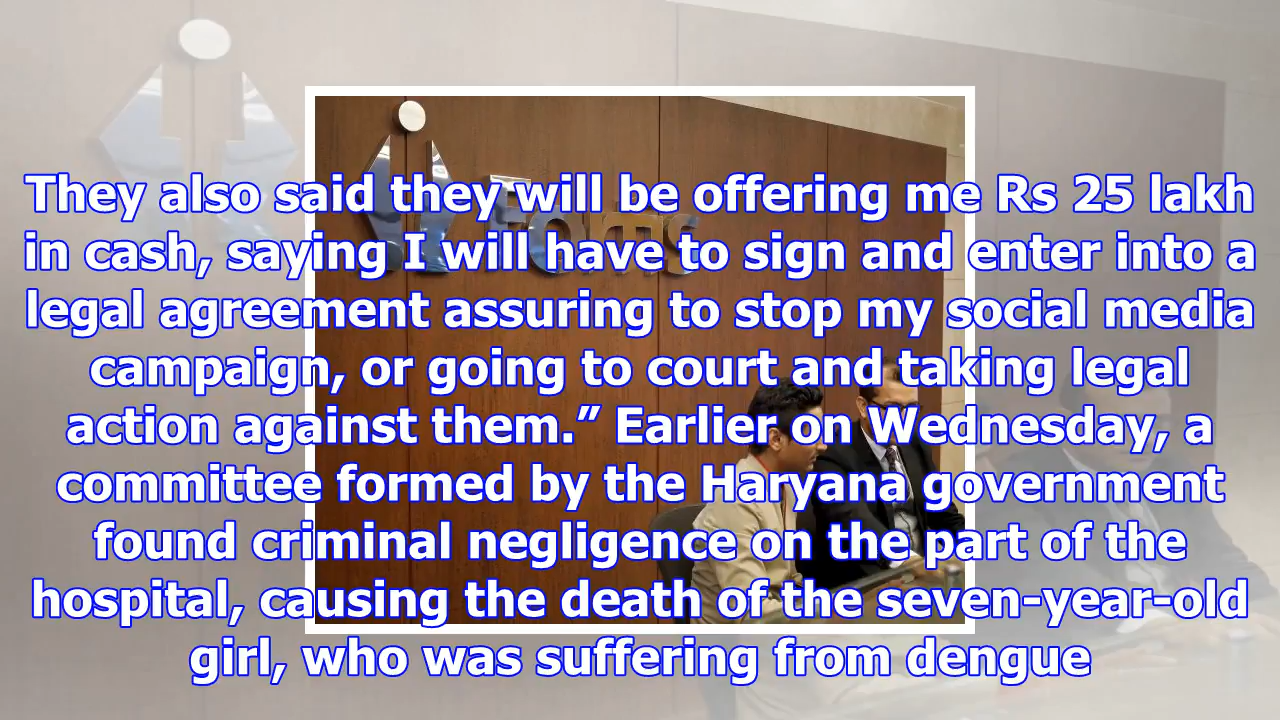 They also said they will be offering me Rs 25 lakh
in cash, saying I will have to sign and enter into a
legal agreement assuring to stop my social media
campaign, or going to court and taking legal
action against them.” Earlier on Wednesday, a
committee formed by the Haryana government
found criminal negligence on the part of the
hospital, causing the death of the seven-year-old
girl, who was suffering from dengue
Fortis